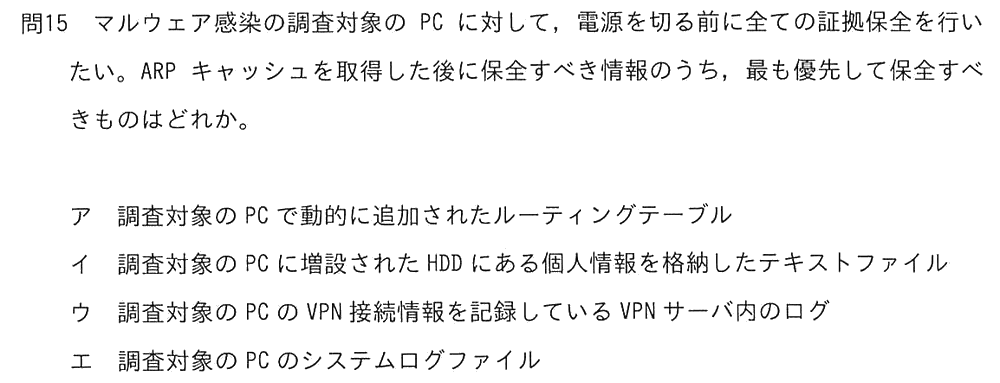 問15 マルウェア感染の調査対象の PC に対して，電源を切る前に全ての証拠保全を行い
たい。ARP キャッシュを取得した後に保全すべき情報のうち，最も優先して保全すべ
きものはどれか。
ア 調査対象の PC で動的に追加されたルーティングテーブル
イ 調査対象の PC に増設された HDD にある個人情報を格納したテキストファイル
ウ 調査対象の PC の VPN 接続情報を記録している VPN サーバ内のログ
エ 調査対象の PC のシステムログファイル